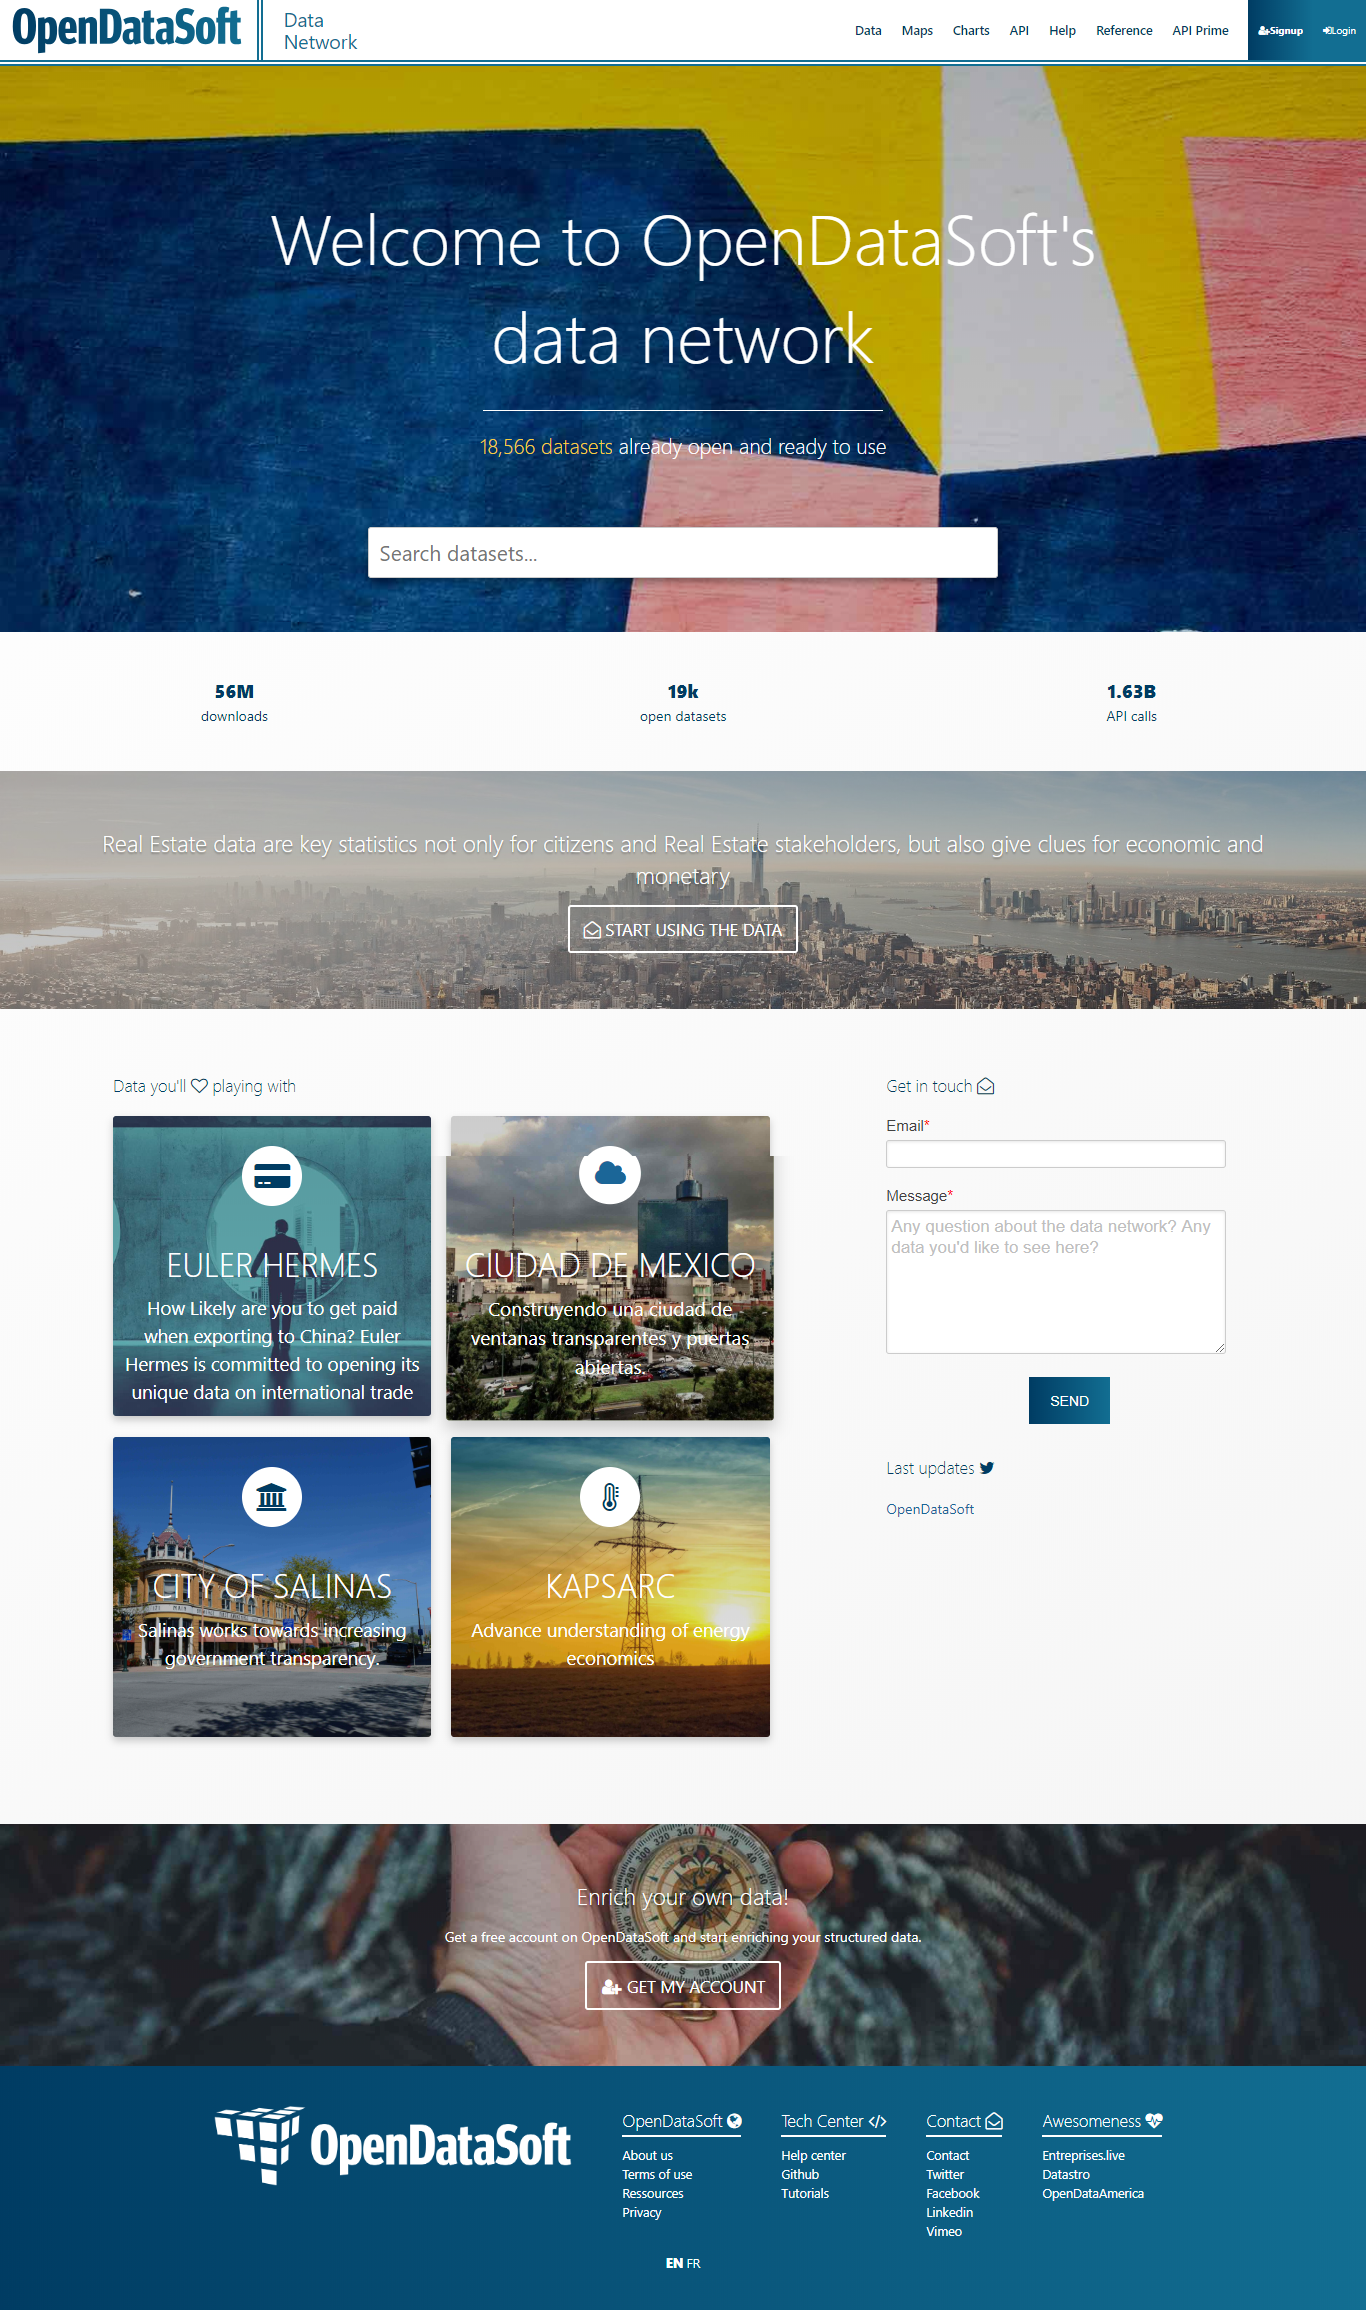 OpenDataSoft
Data
Network
Data Maps Charts API Help Reference API Prime Signup Login
Welcome to OpenDataSoft's
data network
18,566 datasets already open and ready to use
Search datasets...
56M
downloads
19k
open datasets
1.63B
API calls
Real Estate data are key statistics not only for citizens and Real Estate stakeholders, but also give clues for economic and
monetary
START USING THE DATA
Data you'll playing with
EULER HERMES
How Likely are you to get paid
when exporting to China? Euler
Hermes is committed to opening its
unique data on international trade
CIUDAD DE MEXICO
Construyendo una ciudad de
ventanas transparentes y puertas
abiertas.
CITY OF SALINAS
Salinas works towards increasing
government transparency.
KAPSARC
Advance understanding of energy
economics
Get in touch
Email*
Message*
Any question about the data network? Any
data you'd like to see here?
SEND
Last updates
OpenDataSoft
Enrich your own data!
Get a free account on OpenDataSoft and start enriching your structured data.
GET MY ACCOUNT
OpenDataSoft
OpenDataSoft
About us
Terms of use
Ressources
Privacy
Tech Center </>
Help center
Github
Tutorials
Contact
Contact
Twitter
Facebook
Linkedin
Vimeo
Awesomeness
Entreprises.live
Datastro
OpenDataAmerica
EN FR